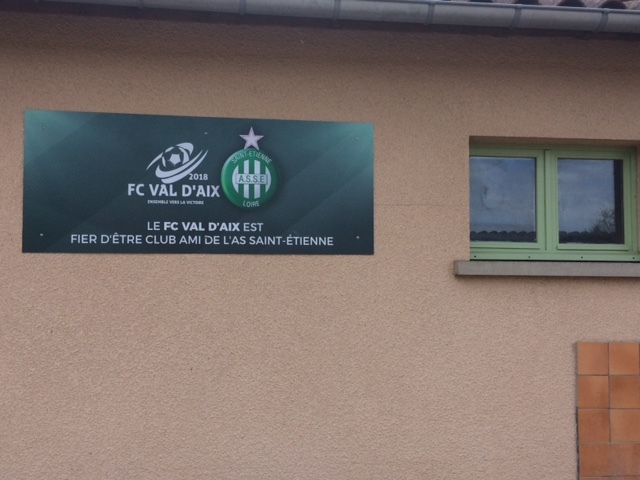 2018
FC VAL D'AIX
ENSEMBLE VERS LA VICTOIRE
SAINT-ETIENNE
A.S.S.E
LOIRE
LE FC VAL D'AIX EST
FIER D'ÊTRE CLUB AMI DE L'AS SAINT-ÉTIENNE